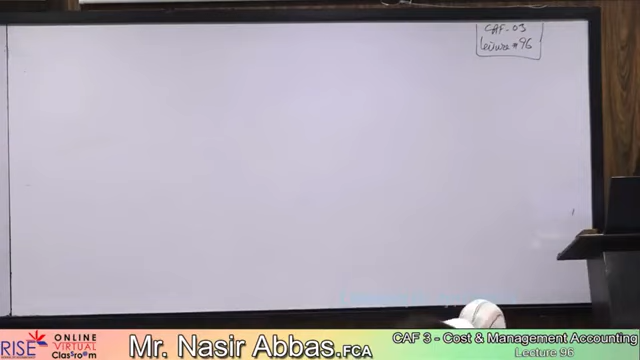 CAF-03
Lecture #96
RISE
ONLINE
VIRTUAL
Classroom
Mr. Nasir Abbas.FCA
CAF 3 - Cost & Management Accounting
Lecture 96